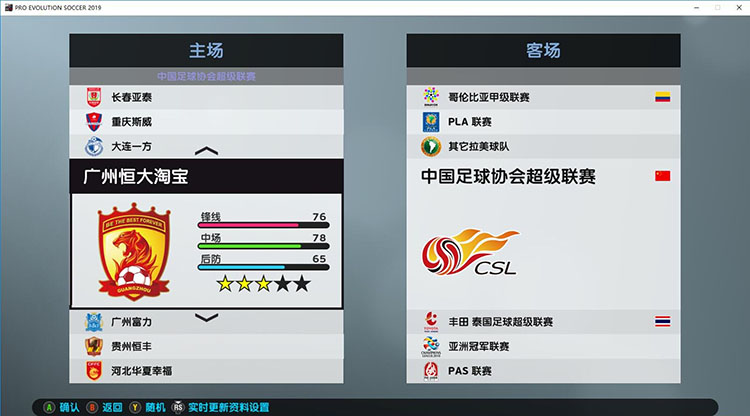 PRO EVOLUTION SOCCER 2019
主场
中国足球协会超级联赛
长春亚泰
重庆斯威
大连一方
广州恒大淘宝
BE THE BEST FOREVER
GUANGZHOU
锋线 76
中场 78
后防 65
广州富力
贵州恒丰
河北华夏幸福
客场
哥伦比亚甲级联赛
PLA 联赛
其它拉美球队
中国足球协会超级联赛
CSL
丰田 泰国足球超级联赛
亚洲冠军联赛
PAS 联赛
A 确认 B 返回 Y 随机 RS 实时更新资料设置